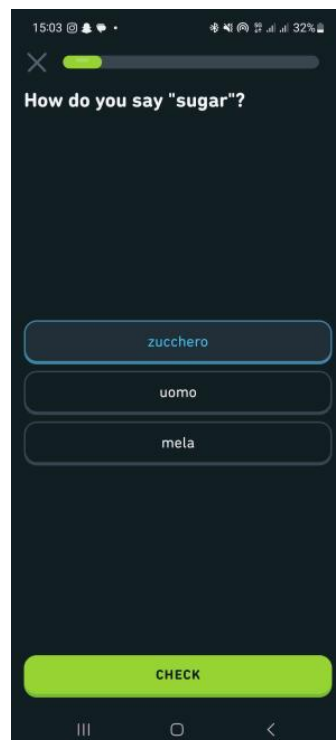 15:03 32%
How do you say "sugar"?
zucchero
uomo
mela
CHECK